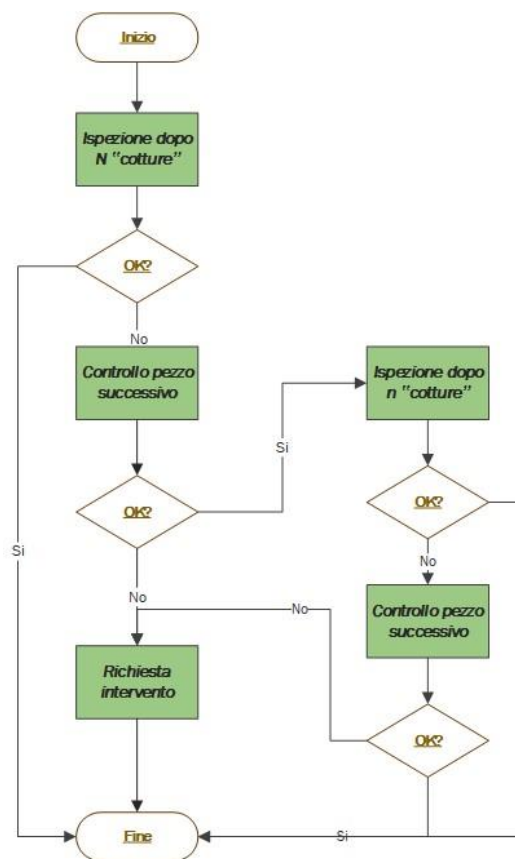 Inizio
Ispezione dopo
N "cotture"
OK?
No
Controllo pezzo
successivo
Ispezione dopo
n "cotture"
Si
OK?
OK?
Si
No
Controllo pezzo
successivo
No
No
Richiesta
intervento
OK?
Fine
Si